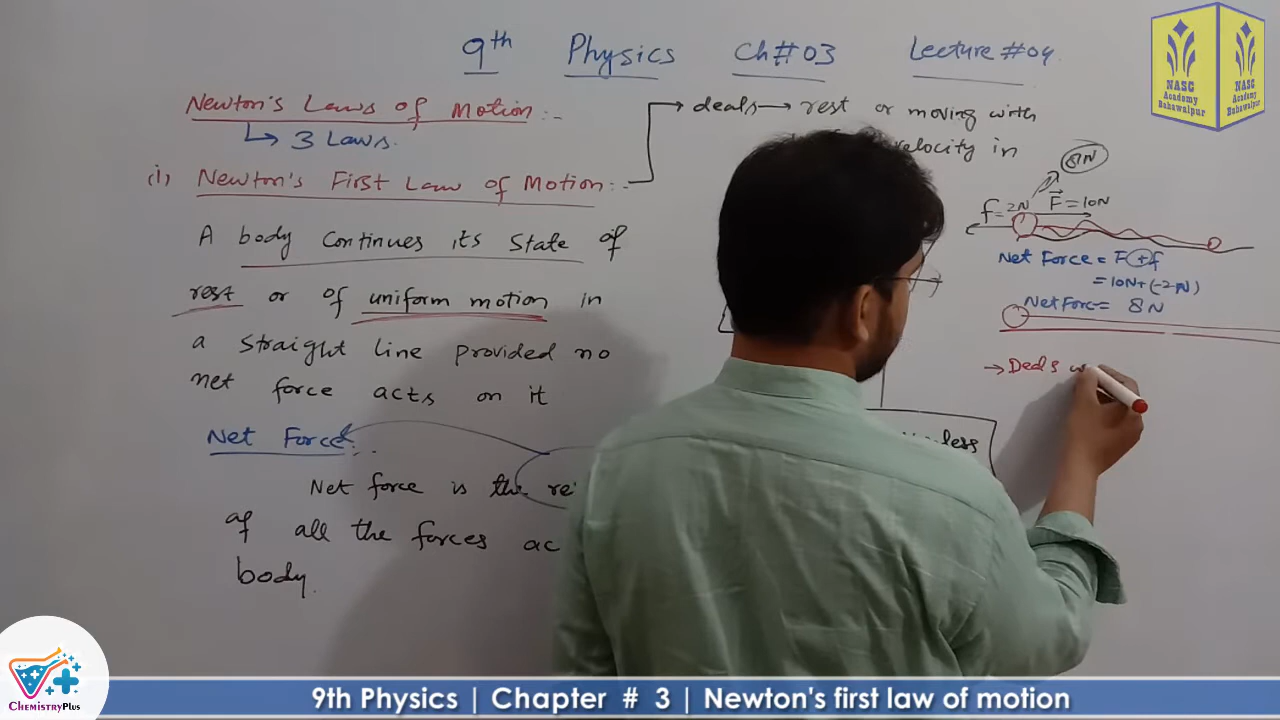 9th Physics Ch#03 Lecture #04
Newton's Laws of Motion:-
↳ 3 Laws.
(i) Newton's First Law of Motion:-
→ deals → rest or moving with
velocity in
A body continues its state of
rest or of uniform motion in
a straight line provided no
net force acts on it
Net Force:-
Net force is the re
of all the forces ac
body.
8N
f=2N F=10N
Net Force = F+f
=10N+(-2N)
Net Force = 8N
→ Deals w
less
NASG
Academy
Bahawalpur
NASG
Academy
Bahawalpur
ChemistryPlus
9th Physics | Chapter # 3 | Newton's first law of motion